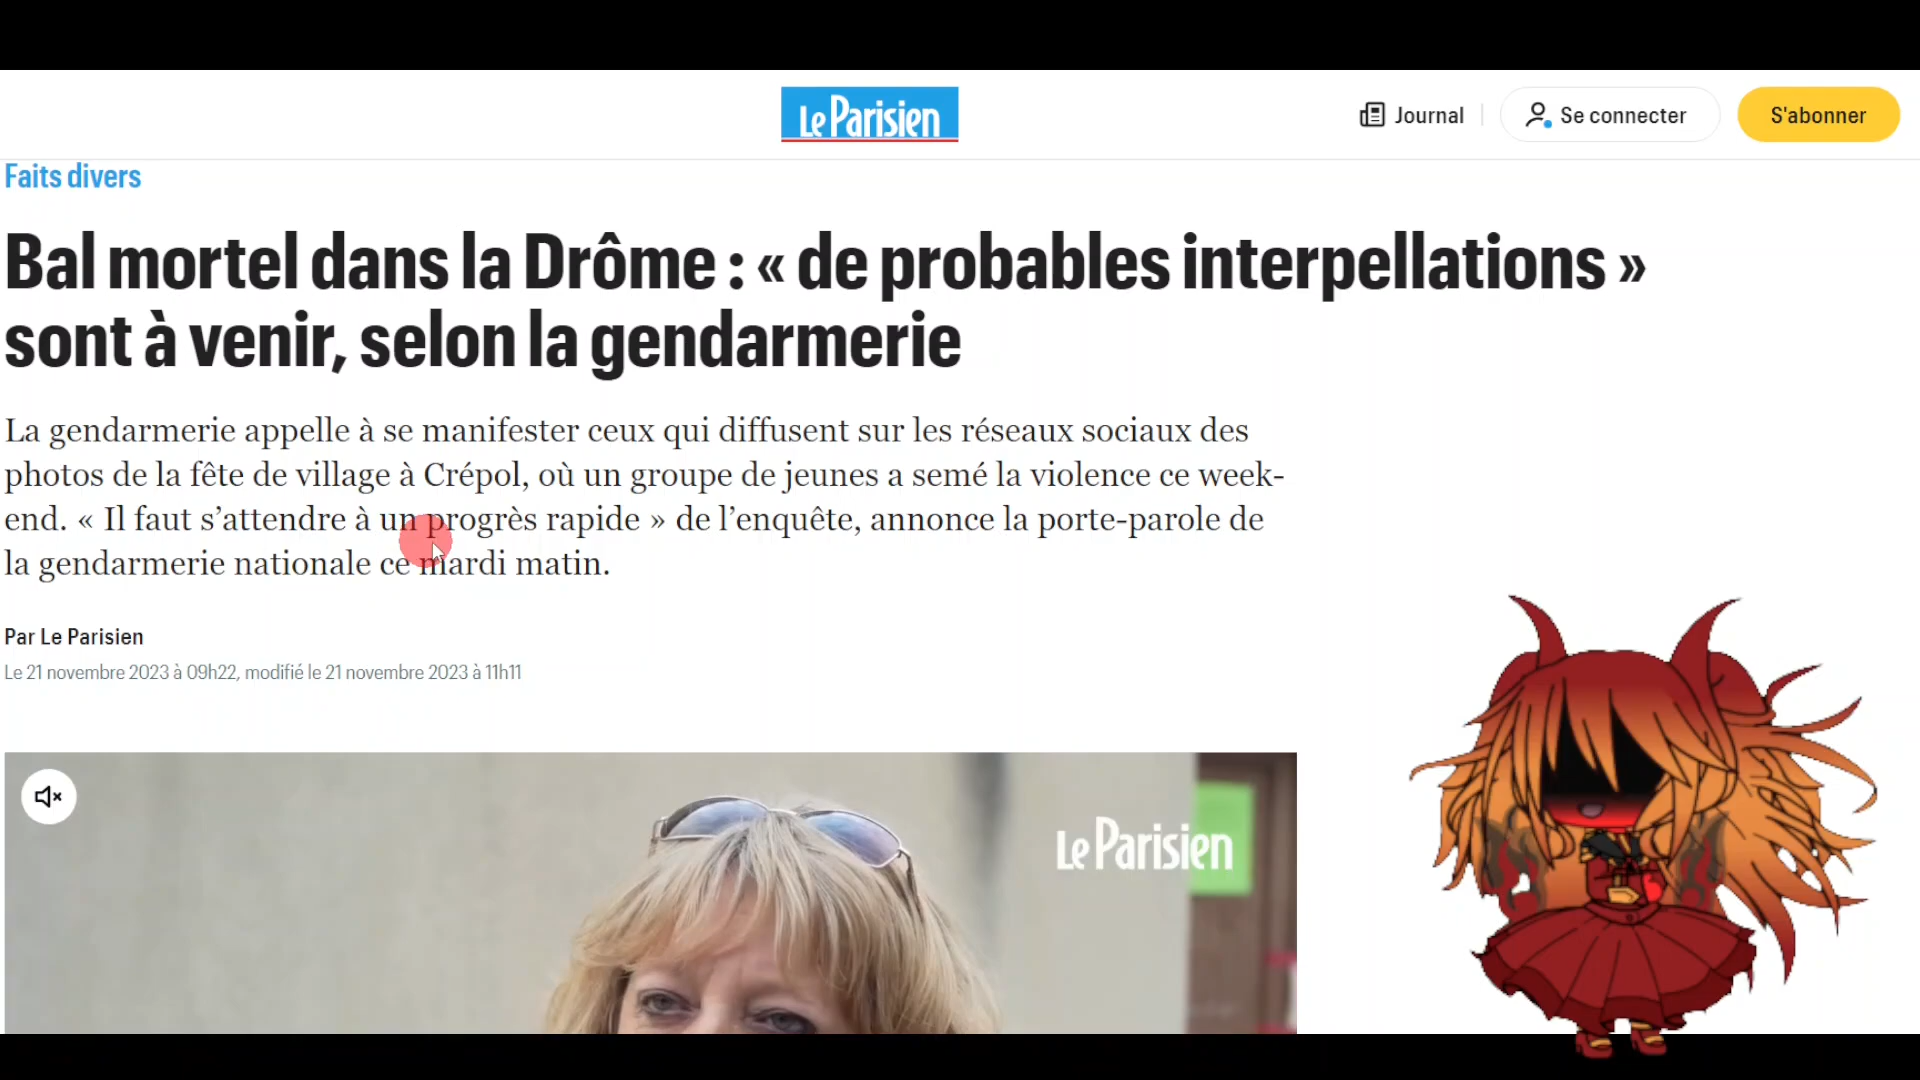 Le Parisien
Journal
Se connecter
S'abonner
Faits divers
Bal mortel dans la Drôme : « de probables interpellations »
sont à venir, selon la gendarmerie
La gendarmerie appelle à se manifester ceux qui diffusent sur les réseaux sociaux des
photos de la fête de village à Crépol, où un groupe de jeunes a semé la violence ce week-
end. « Il faut s’attendre à un progrès rapide » de l’enquête, annonce la porte-parole de
la gendarmerie nationale ce mardi matin.
Par Le Parisien
Le 21 novembre 2023 à 09h22, modifié le 21 novembre 2023 à 11h11
Le Parisien